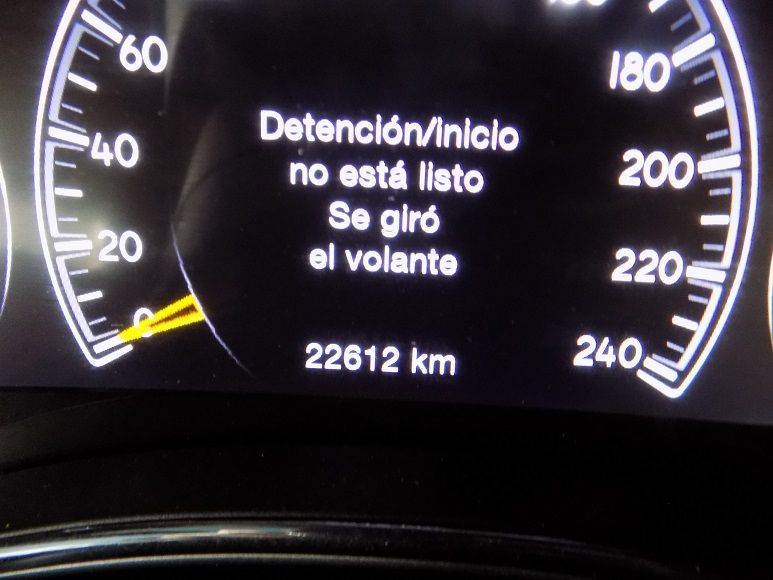 60
40
20
0
Detención/inicio
no está listo
Se giró
el volante
22612 km
180
200
220
240